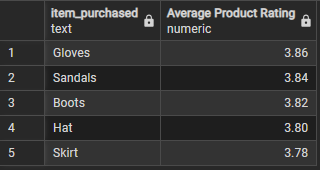 item_purchased Average Product Rating
text numeric
1 Gloves 3.86
2 Sandals 3.84
3 Boots 3.82
4 Hat 3.80
5 Skirt 3.78